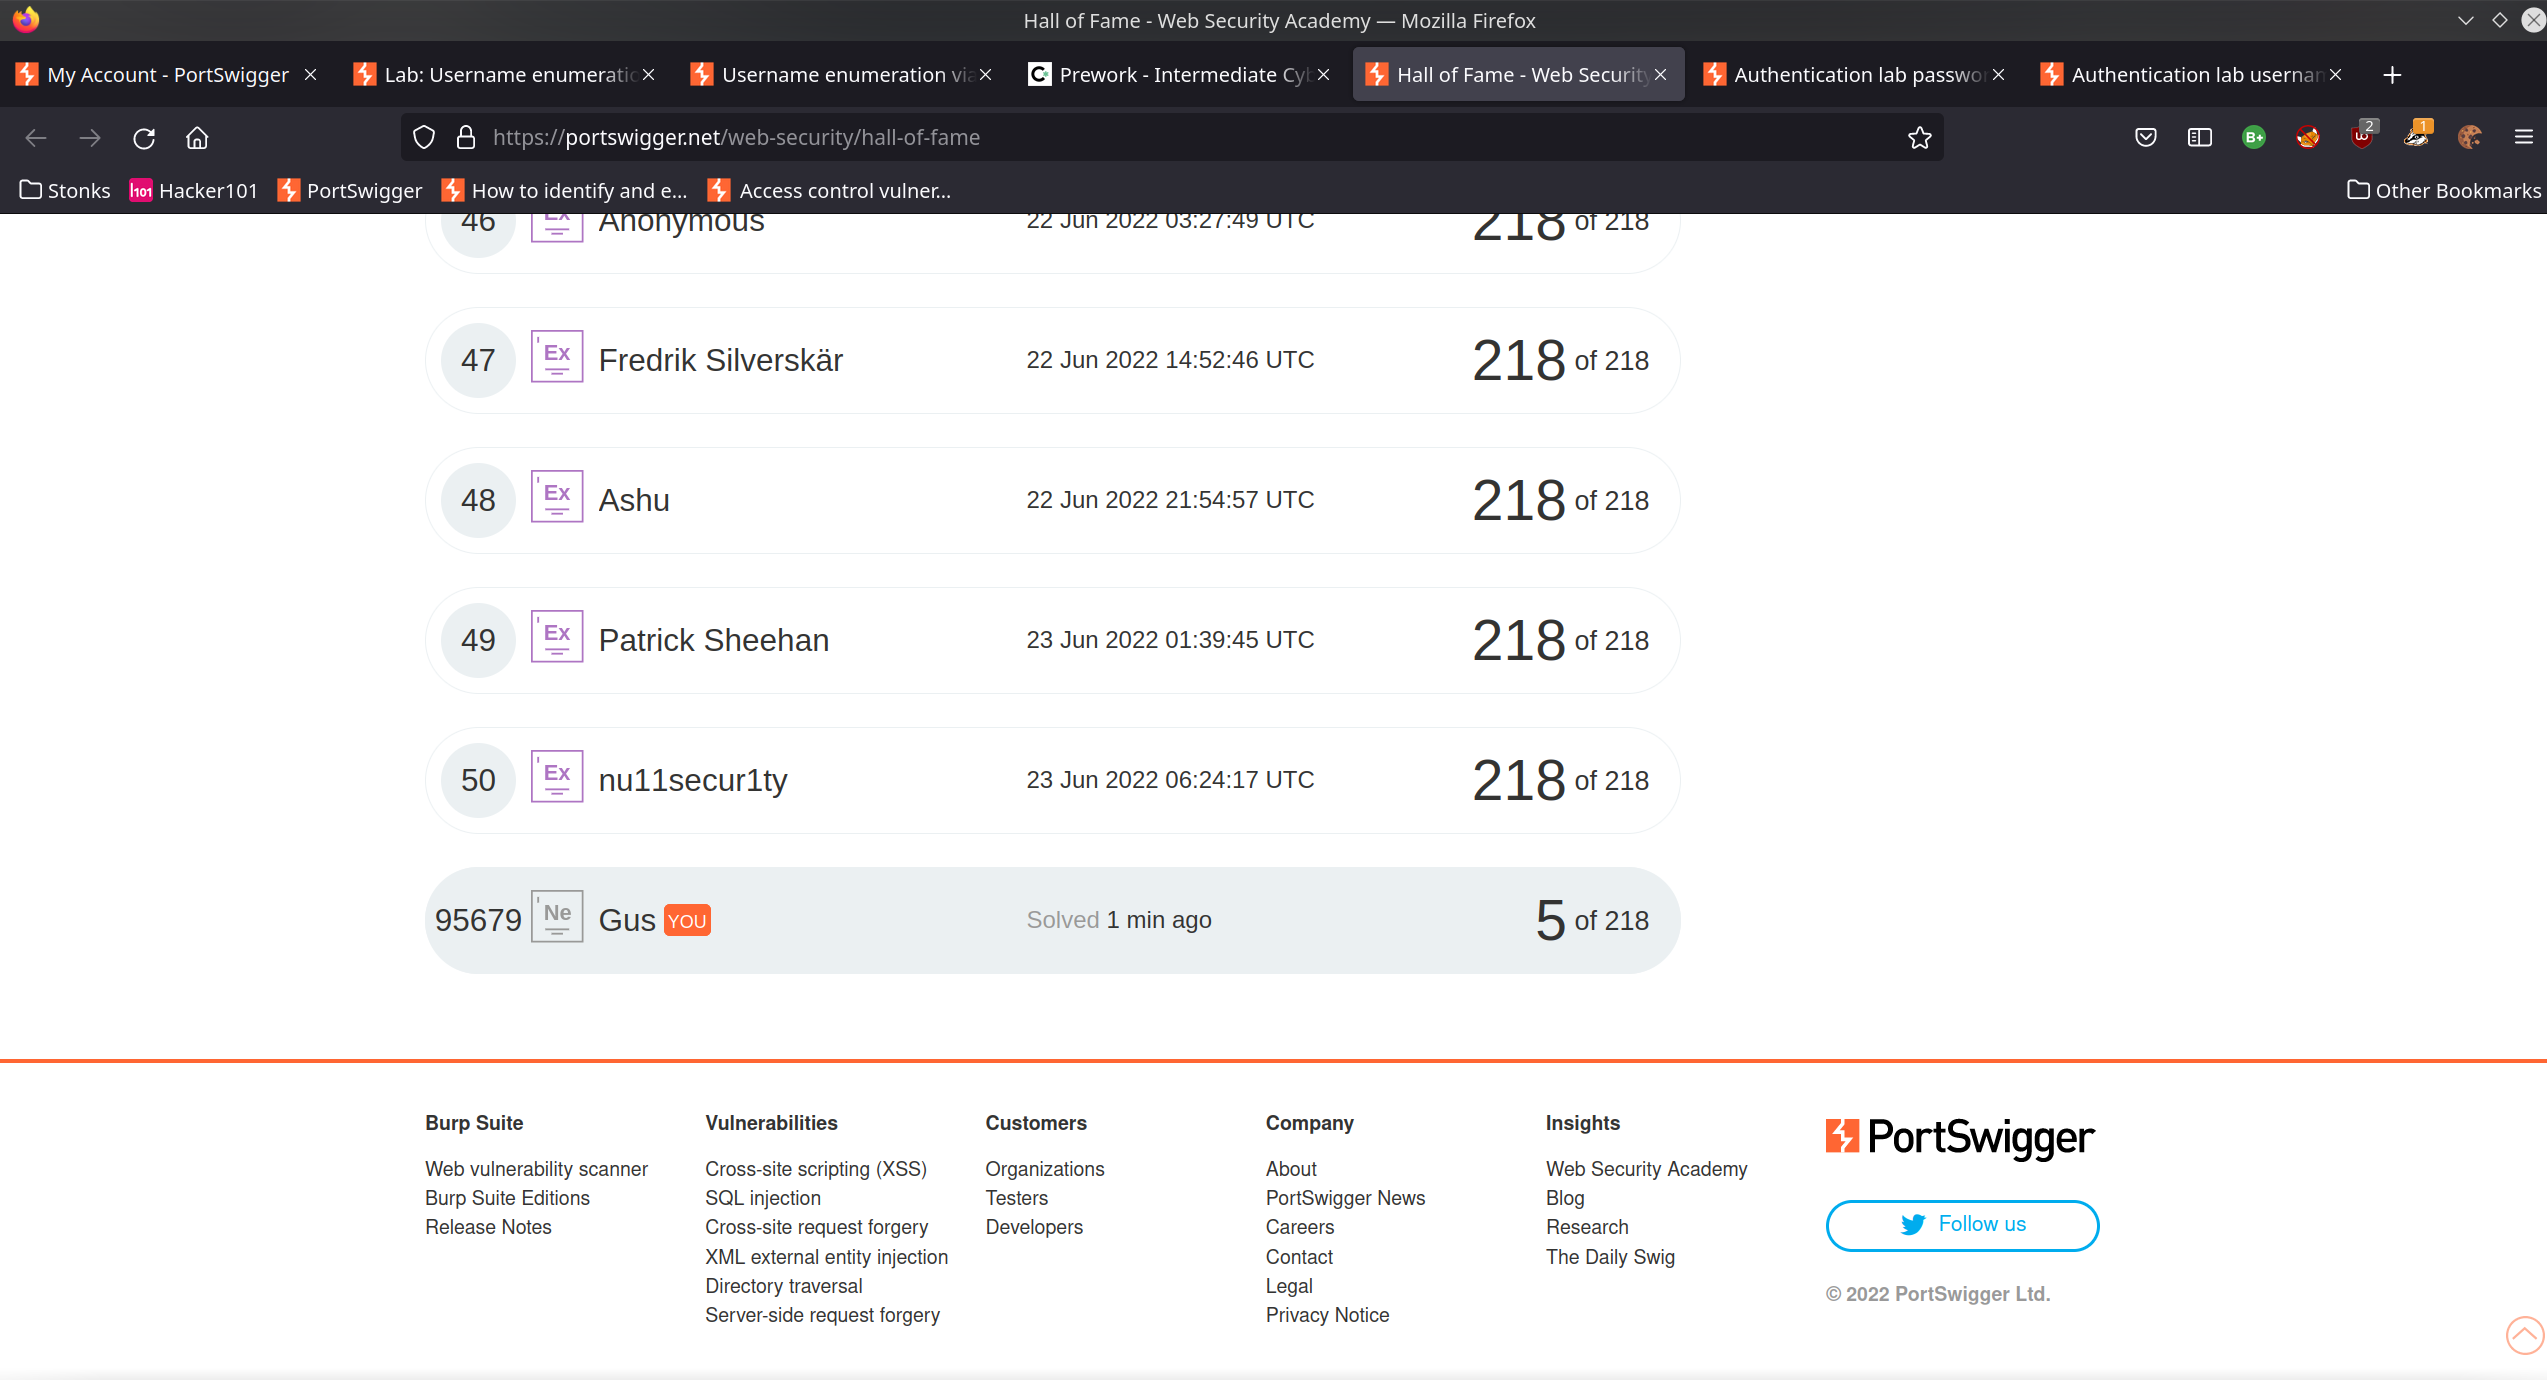 Hall of Fame - Web Security Academy — Mozilla Firefox
My Account - PortSwigger
Lab: Username enumeratio
Username enumeration via
Prework - Intermediate Cyb
Hall of Fame - Web Security
Authentication lab passwor
Authentication lab usernam
https://portswigger.net/web-security/hall-of-fame
B+
2
1
Stonks
101 Hacker101
PortSwigger
How to identify and e...
Access control vulner...
Other Bookmarks
46 Ex Anonymous 22 Jun 2022 03:27:49 UTC 218 of 218
47 Ex Fredrik Silverskär 22 Jun 2022 14:52:46 UTC 218 of 218
48 Ex Ashu 22 Jun 2022 21:54:57 UTC 218 of 218
49 Ex Patrick Sheehan 23 Jun 2022 01:39:45 UTC 218 of 218
50 Ex nu11secur1ty 23 Jun 2022 06:24:17 UTC 218 of 218
95679 Ne Gus YOU Solved 1 min ago 5 of 218
Burp Suite
Web vulnerability scanner
Burp Suite Editions
Release Notes
Vulnerabilities
Cross-site scripting (XSS)
SQL injection
Cross-site request forgery
XML external entity injection
Directory traversal
Server-side request forgery
Customers
Organizations
Testers
Developers
Company
About
PortSwigger News
Careers
Contact
Legal
Privacy Notice
Insights
Web Security Academy
Blog
Research
The Daily Swig
PortSwigger
Follow us
© 2022 PortSwigger Ltd.